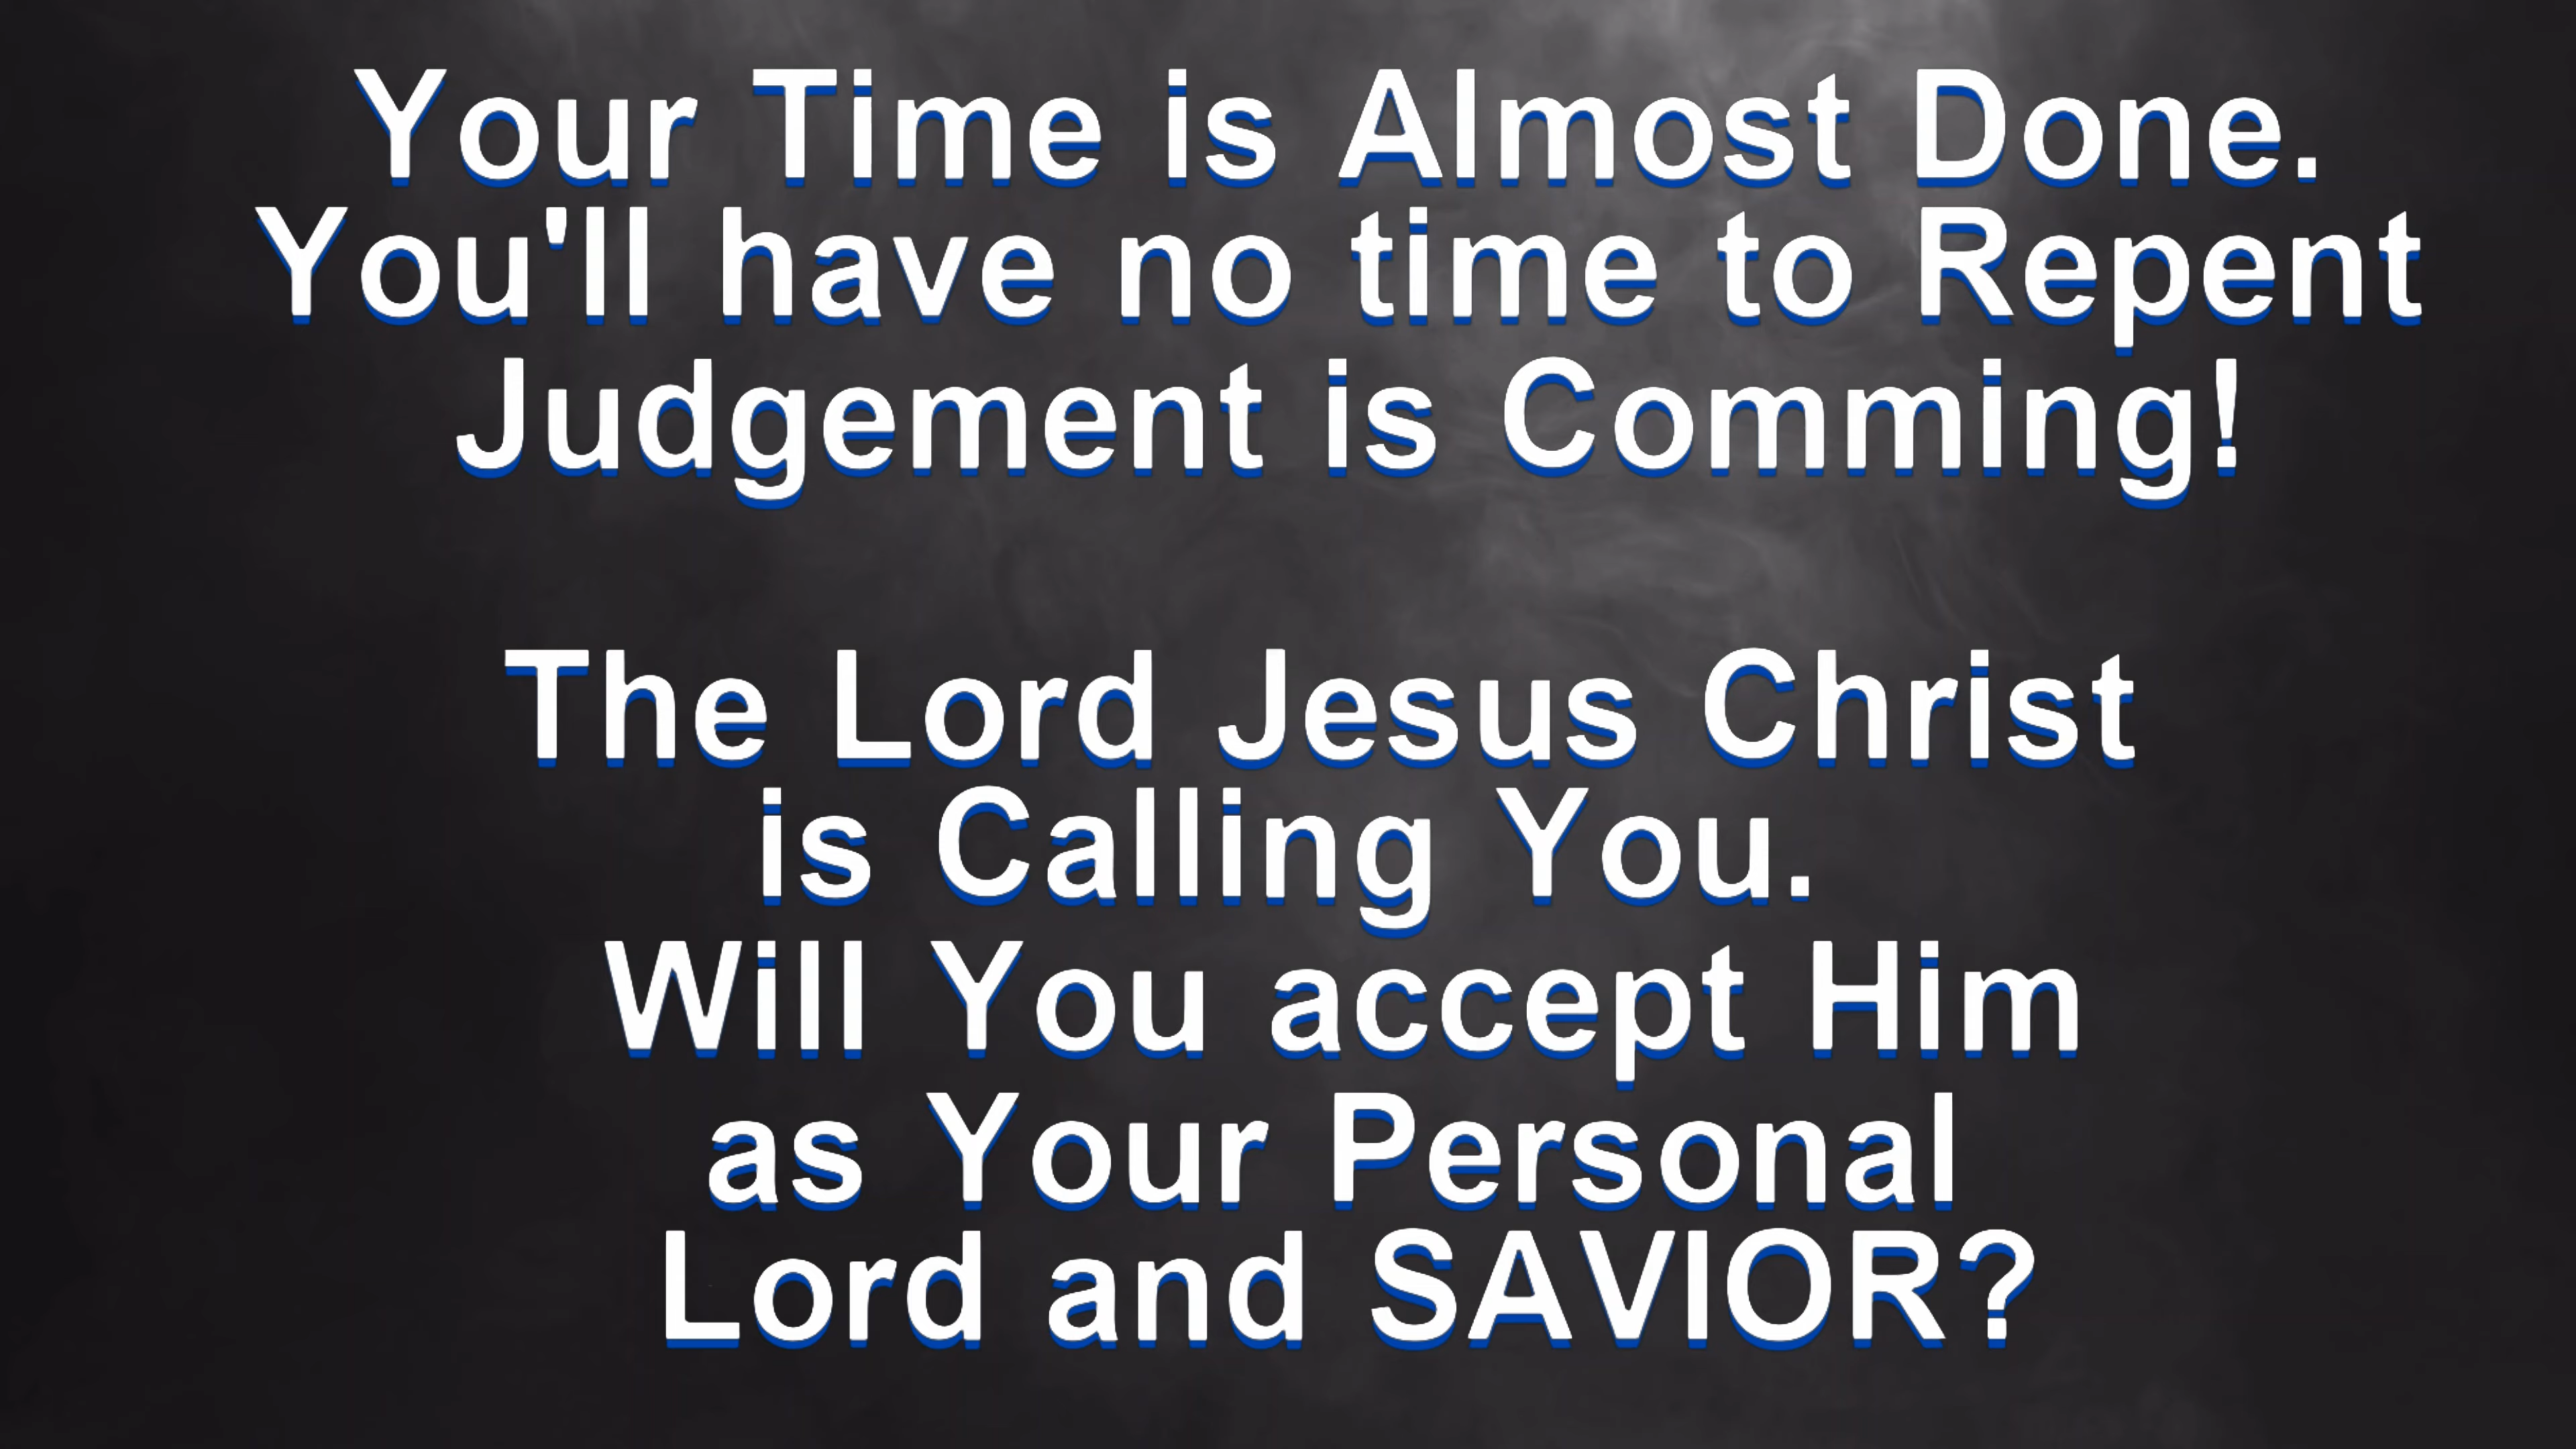 Your Time is Almost Done.
You'll have no time to Repent
Judgement is Comming!
The Lord Jesus Christ
is Calling You.
Will You accept Him
as Your Personal
Lord and SAVIOR?